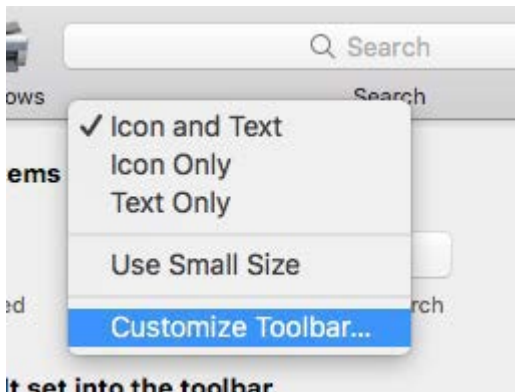 Search
ows
Search
✓ Icon and Text
ems
Icon Only
Text Only
Use Small Size
ed
rch
Customize Toolbar...
lt set into the toolbar